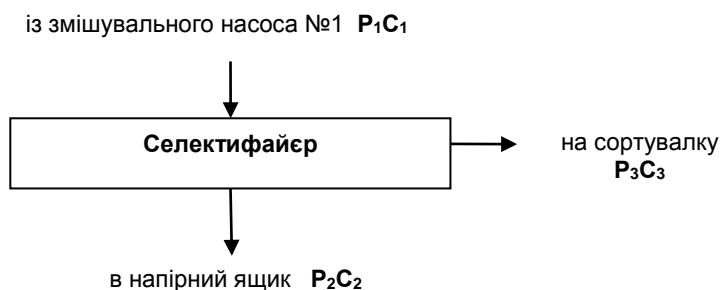 із змішувального насоса №1 P₁C₁
Селектифайєр
на сортувалку
P₃C₃
в напірний ящик P₂C₂